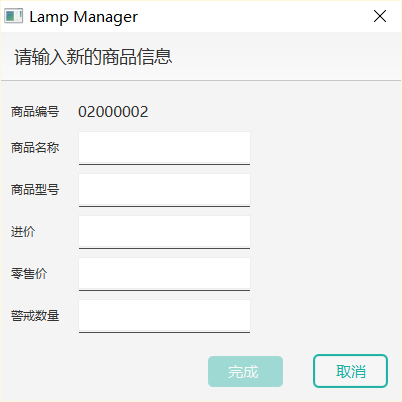 Lamp Manager
请输入新的商品信息
商品编号 02000002
商品名称
商品型号
进价
零售价
警戒数量
完成 取消